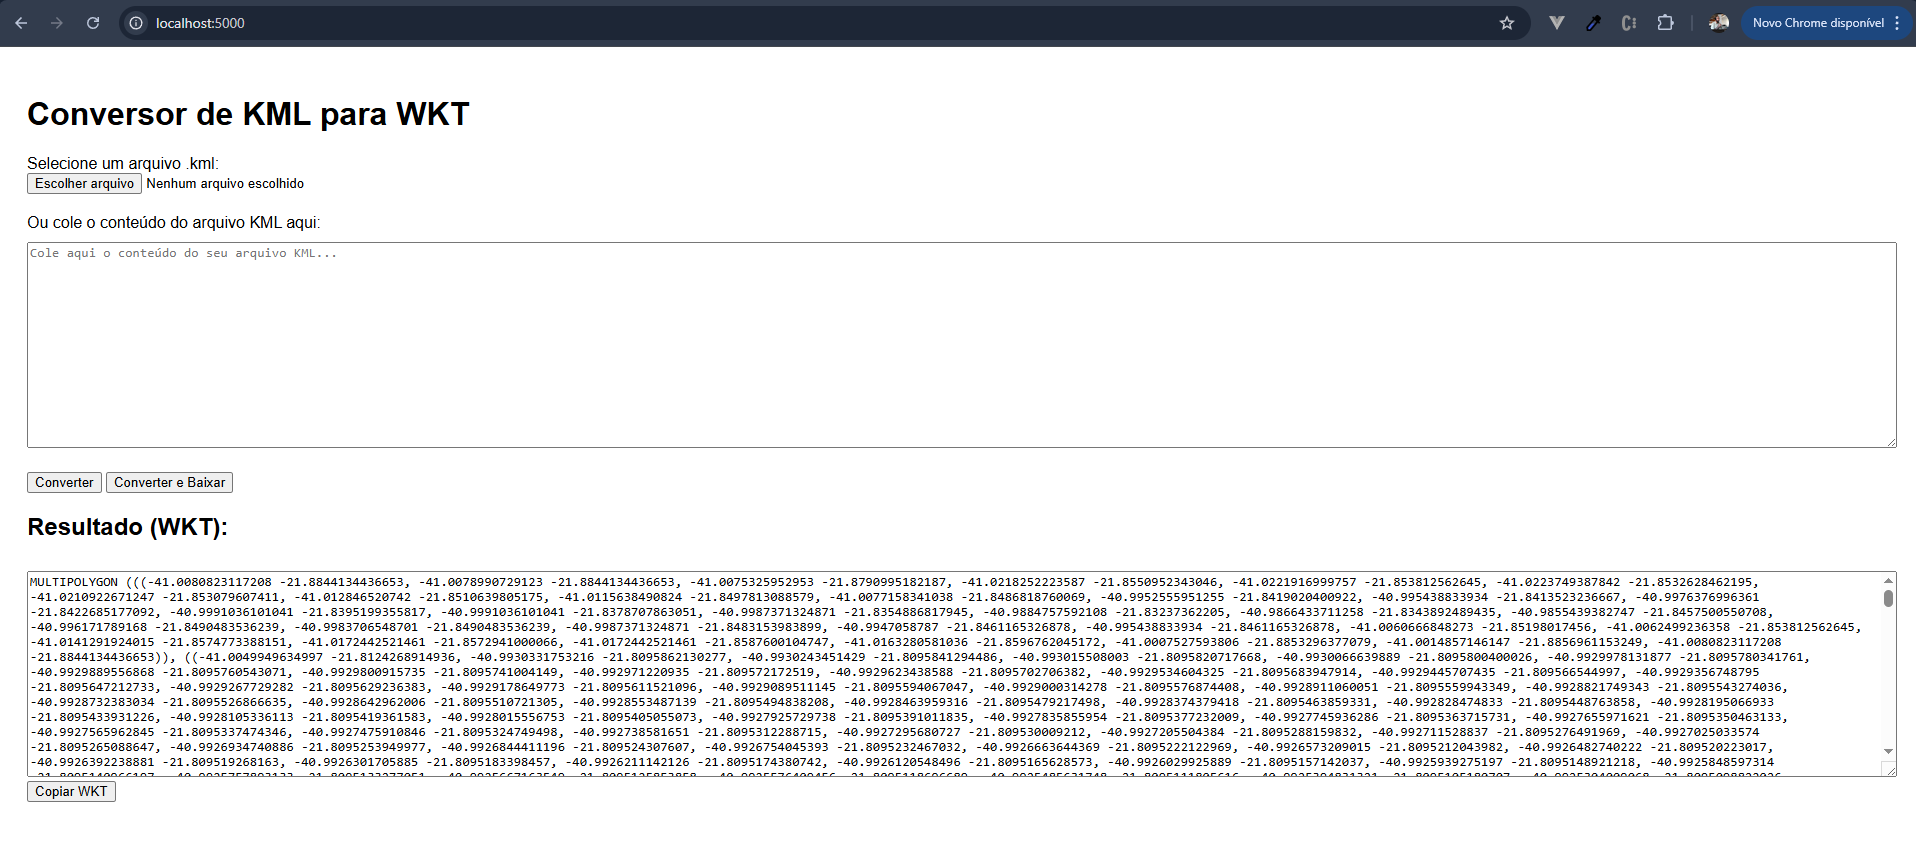 localhost:5000
Novo Chrome disponível
Conversor de KML para WKT
Selecione um arquivo .kml:
Escolher arquivo Nenhum arquivo escolhido
Ou cole o conteúdo do arquivo KML aqui:
Cole aqui o conteúdo do seu arquivo KML...
Converter Converter e Baixar
Resultado (WKT):
MULTIPOLYGON (((-41.0080823117208 -21.8844134436653, -41.0078990729123 -21.8844134436653, -41.0075325952953 -21.8790995182187, -41.0218252223587 -21.8550952343046, -41.0221916999757 -21.853812562645, -41.0223749387842 -21.8532628462195,
-41.0210922671247 -21.853079607411, -41.012846520742 -21.8510639805175, -41.0115638490824 -21.8497813088579, -41.0077158341038 -21.8486818760069, -40.9952555951255 -21.8419020400922, -40.995438833934 -21.8413523236667, -40.9976376996361
-21.8422685177092, -40.9991036101041 -21.8395199355817, -40.9991036101041 -21.8378707863051, -40.9987371324871 -21.8354886817945, -40.9884757592108 -21.83237362205, -40.9866433711258 -21.8343892489435, -40.9855439382747 -21.8457500550708,
-40.996171789168 -21.8490483536239, -40.9983706548701 -21.8490483536239, -40.9987371324871 -21.8483153983899, -40.9947058787 -21.8461165326878, -40.995438833934 -21.8461165326878, -41.0060666848273 -21.85198017456, -41.0062499236358 -21.853812562645,
-41.0141291924015 -21.8574773388151, -41.0172442521461 -21.8572941000066, -41.0172442521461 -21.8587600104747, -41.0163280581036 -21.8596762045172, -41.0007527593806 -21.8853296377079, -41.0014857146147 -21.8856961153249, -41.0080823117208
-21.8844134436653)), ((-41.0049949634997 -21.8124268914936, -40.9930331753216 -21.8095862130277, -40.9930243451429 -21.8095841294486, -40.993015508003 -21.8095820717668, -40.9930066639889 -21.8095800400026, -40.9929978131877 -21.8095780341761,
-40.9929889556868 -21.8095760543071, -40.9929800915735 -21.8095741004149, -40.992971220935 -21.8095721725​19, -40.9929623438588 -21.8095702706382, -40.9929534604325 -21.8095683947914, -40.9929445707435 -21.809566544997, -40.9929356748795
-21.8095647212733, -40.9929267729282 -21.8095629236383, -40.9929178649773 -21.8095611521096, -40.9929089511145 -21.8095594067047, -40.9929000314278 -21.8095576874408, -40.9928911060051 -21.8095559943349, -40.9928821749343 -21.8095543274036,
-40.9928732383034 -21.8095526866635, -40.9928642962006 -21.8095510721305, -40.9928553487139 -21.8095494838208, -40.9928463959316 -21.8095479217498, -40.9928374379418 -21.8095463859331, -40.992828474833 -21.8095448763858, -40.9928195066933
-21.8095433931226, -40.9928105336113 -21.8095419361583, -40.9928015556753 -21.8095405055073, -40.9927925729738 -21.8095391011835, -40.9927835855954 -21.8095377232009, -40.9927745936286 -21.8095363715731, -40.9927655971621 -21.8095350463133,
-40.9927565962845 -21.8095337474346, -40.9927475910846 -21.8095324749498, -40.992738581651 -21.8095312288715, -40.9927295680727 -21.809530009212, -40.9927205504384 -21.8095288159832, -40.992711528837 -21.8095276491969, -40.9927025033574
-21.8095265088647, -40.9926934740886 -21.8095253949977, -40.9926844411196 -21.809524307607, -40.9926754045393 -21.8095232467032, -40.9926663644369 -21.8095222122969, -40.9926573209015 -21.8095212043982, -40.9926482740222 -21.809520223017,
-40.9926392238881 -21.809519268163, -40.9926301705885 -21.8095183398457, -40.9926211142126 -21.8095174380742, -40.9926120548496 -21.8095165628573, -40.9926029925889 -21.8095157142037, -40.9925939275197 -21.8095148921218, -40.9925848597314
Copiar WKT